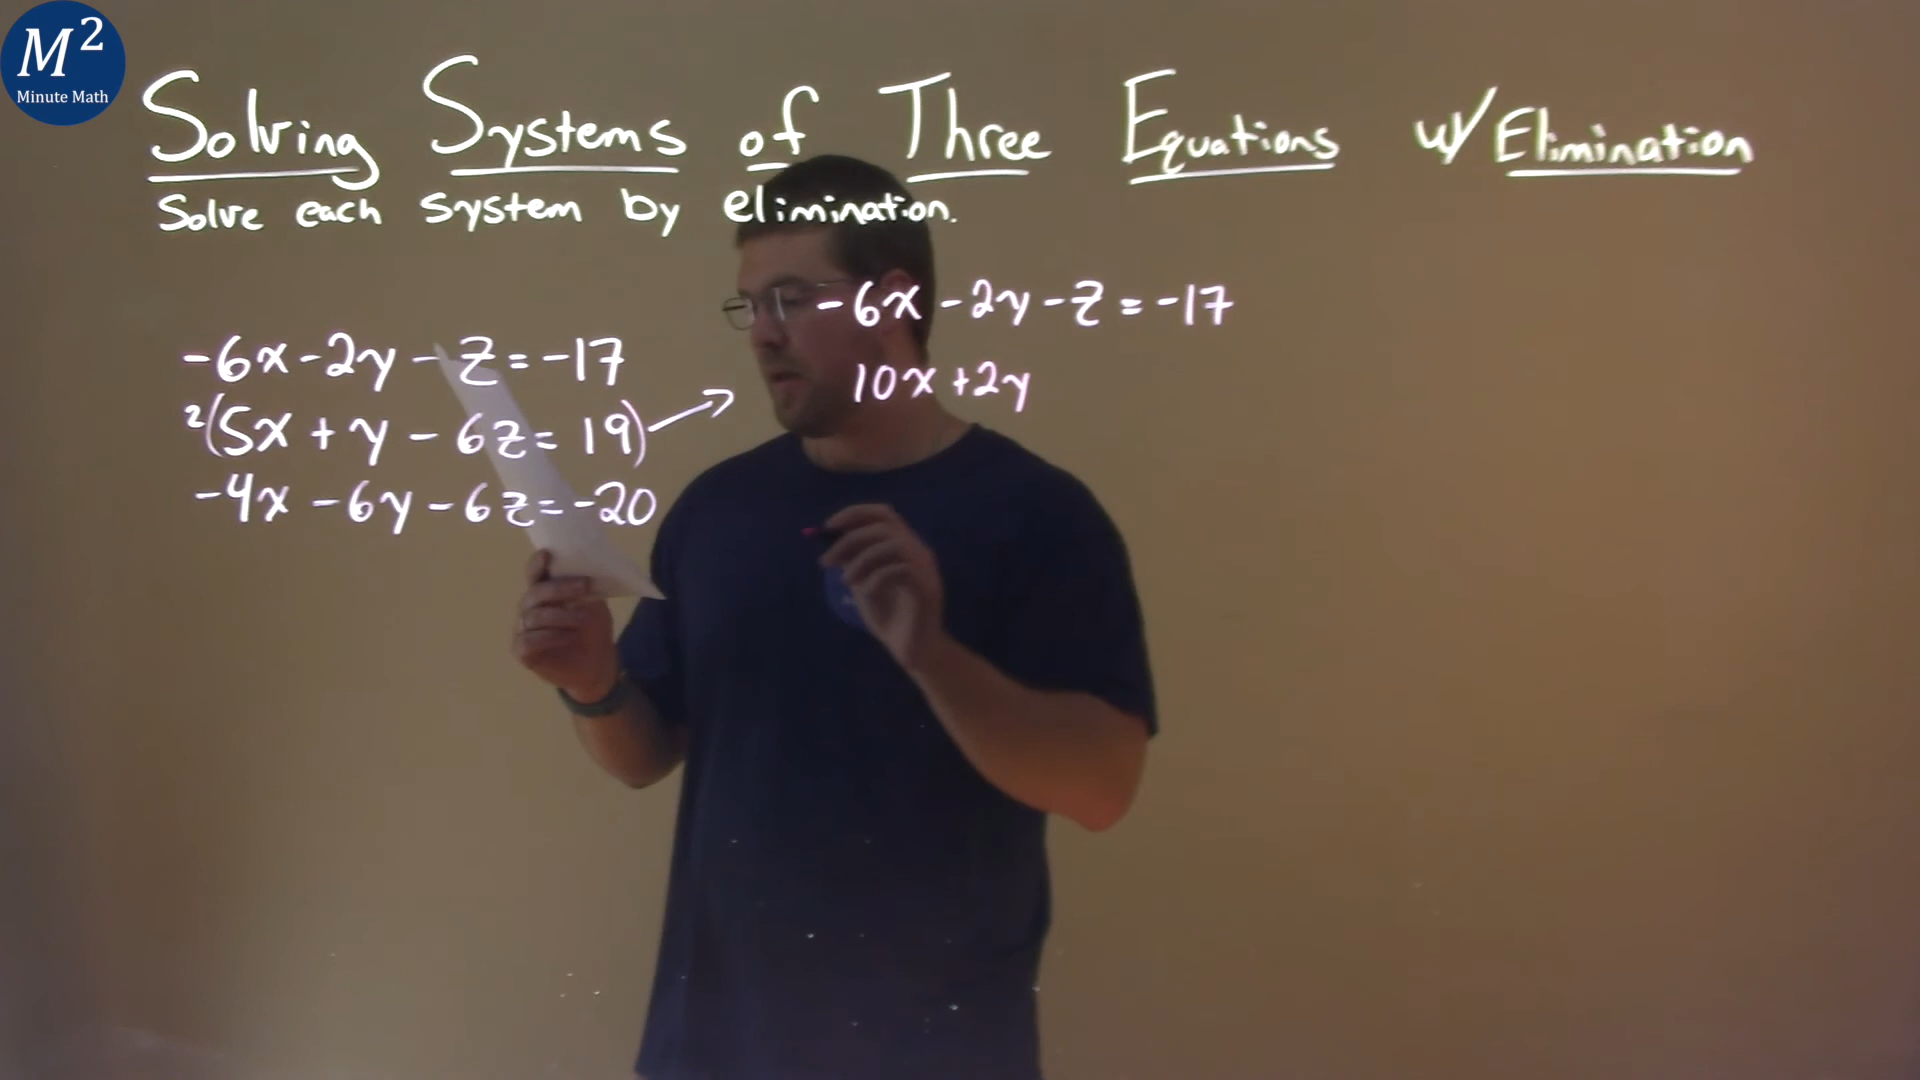 M²
Minute Math
Solving Systems of Three Equations w/ Elimination
Solve each system by elimination.
-6x-2y-z=-17
²(5x+y-6z=19)→
-4x-6y-6z=-20
-6x-2y-z=-17
10x+2y